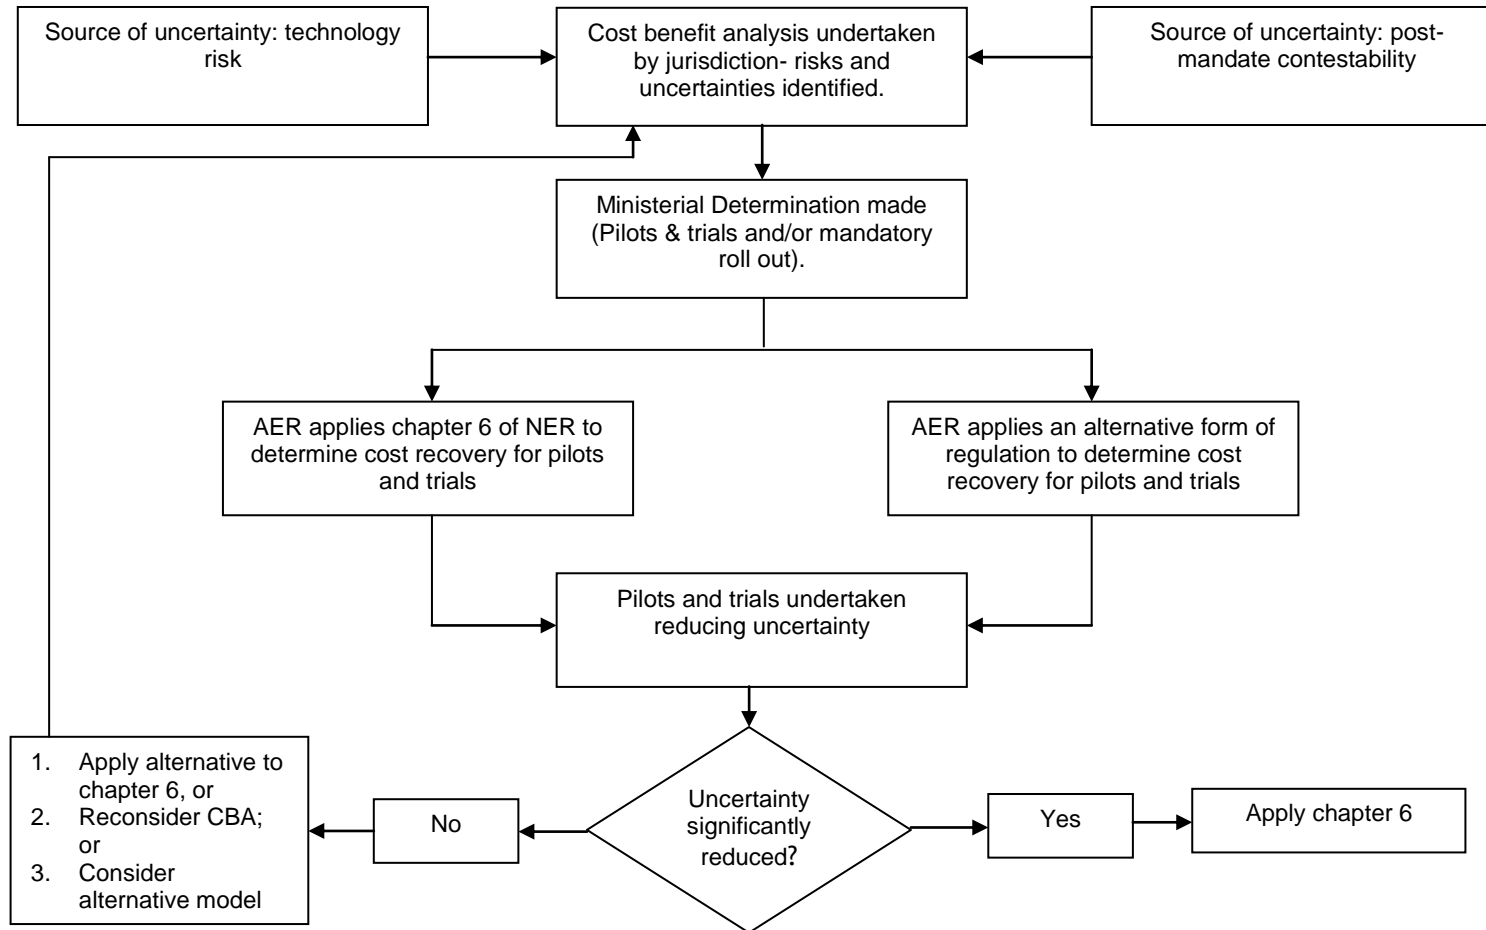 Source of uncertainty: technology
risk
Cost benefit analysis undertaken
by jurisdiction- risks and
uncertainties identified.
Source of uncertainty: post-
mandate contestability
Ministerial Determination made
(Pilots & trials and/or mandatory
roll out).
AER applies chapter 6 of NER to
determine cost recovery for pilots
and trials
AER applies an alternative form of
regulation to determine cost
recovery for pilots and trials
Pilots and trials undertaken
reducing uncertainty
1. Apply alternative to
chapter 6, or
2. Reconsider CBA;
or
3. Consider
alternative model
No
Uncertainty
significantly
reduced?
Yes
Apply chapter 6